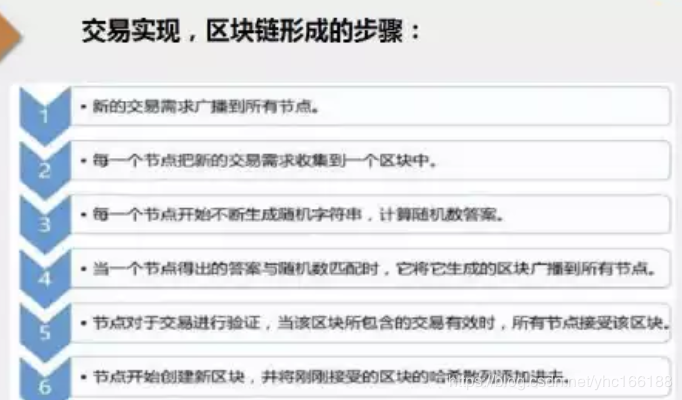 交易实现，区块链形成的步骤：
1
• 新的交易需求广播到所有节点。
2
• 每一个节点把新的交易需求收集到一个区块中。
3
• 每一个节点开始不断生成随机字符串，计算随机数答案。
4
• 当一个节点得出的答案与随机数匹配时，它将它生成的区块广播到所有节点。
5
• 节点对于交易进行验证，当该区块所包含的交易有效时，所有节点接受该区块。
6
• 节点开始创建新区块，并将刚刚接受的区块的哈希散列添加进去。
https://blog.csdn.net/yhc166188